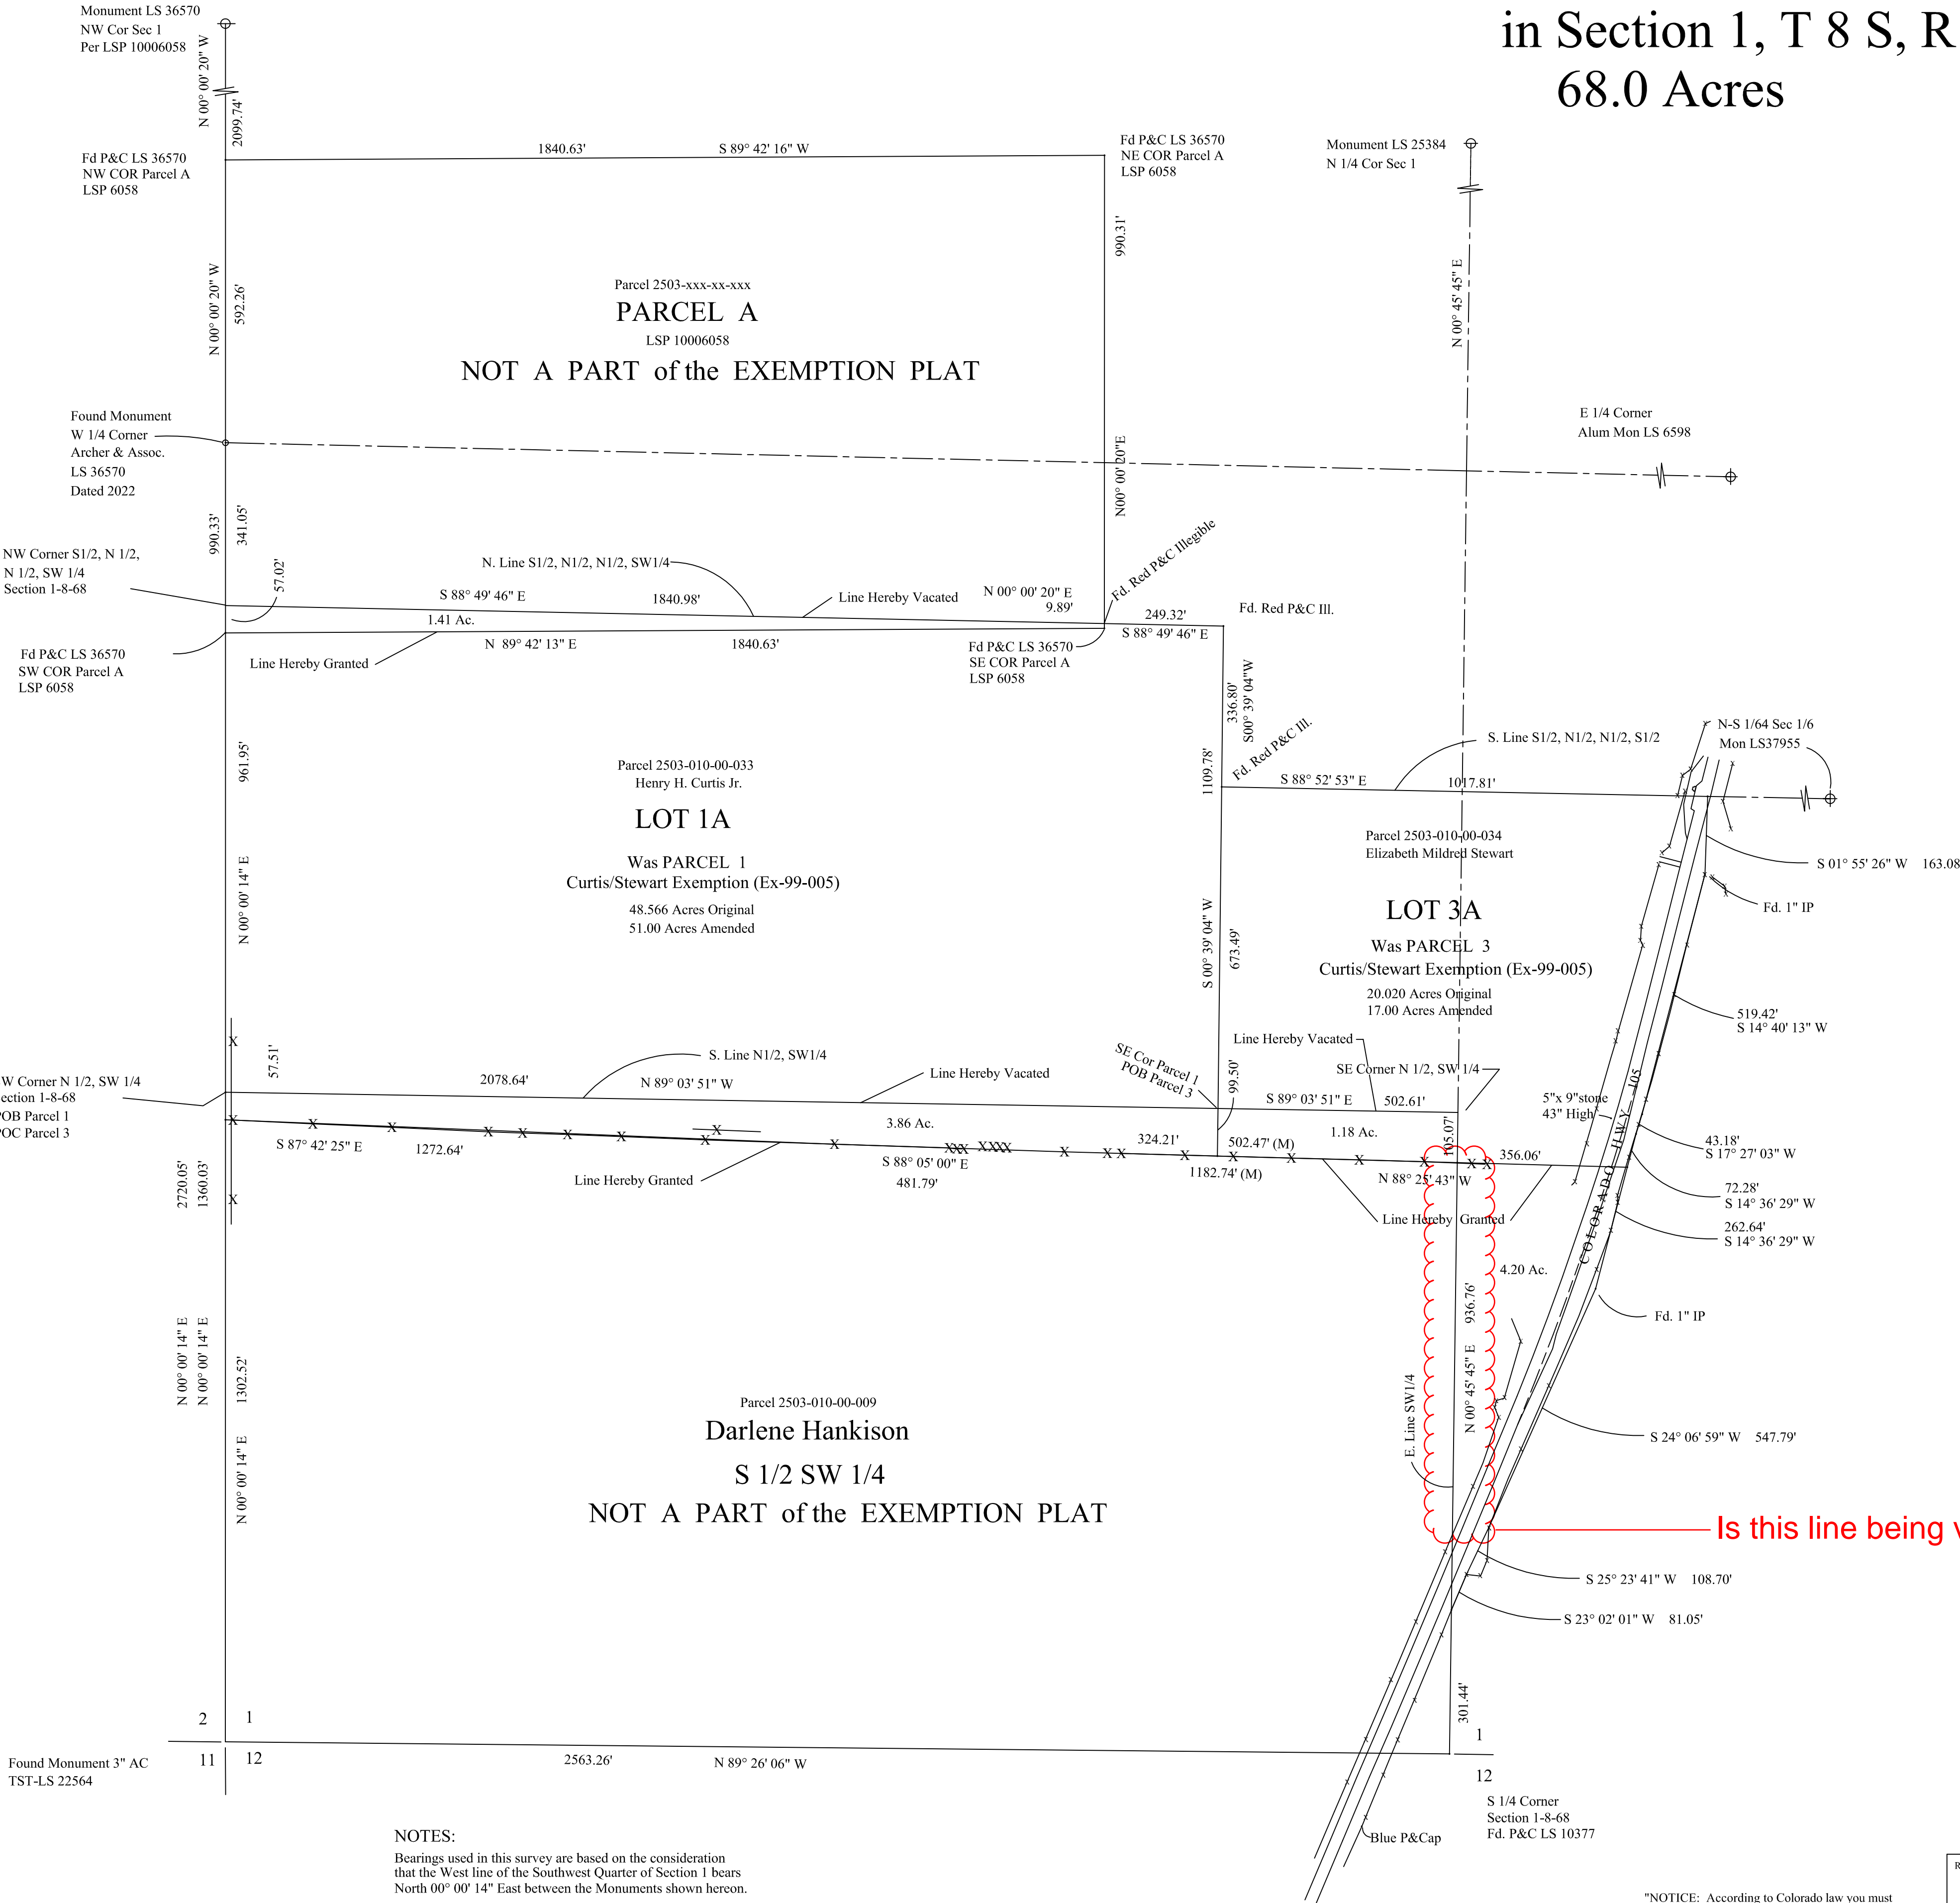 in Section 1, T 8 S, R
68.0 Acres
Monument LS 36570
NW Cor Sec 1
Per LSP 10006058
N 00° 00' 20" W
2099.74'
Fd P&C LS 36570
NW COR Parcel A
LSP 6058
1840.63'
S 89° 42' 16" W
Fd P&C LS 36570
NE COR Parcel A
LSP 6058
Monument LS 25384
N 1/4 Cor Sec 1
990.31'
N 00° 00' 20" W
592.26'
Parcel 2503-xxx-xx-xxx
PARCEL A
LSP 10006058
NOT A PART of the EXEMPTION PLAT
N 00° 45' 45" E
Found Monument
W 1/4 Corner
Archer & Assoc.
LS 36570
Dated 2022
E 1/4 Corner
Alum Mon LS 6598
N00° 00' 20"E
990.33'
341.05'
NW Corner S1/2, N 1/2,
N 1/2, SW 1/4
Section 1-8-68
57.02'
N. Line S1/2, N1/2, N1/2, SW1/4
Fd. Red P&C Illegible
S 88° 49' 46" E
1840.98'
Line Hereby Vacated
N 00° 00' 20" E
9.89'
249.32'
S 88° 49' 46" E
Fd. Red P&C Ill.
1.41 Ac.
N 89° 42' 13" E
1840.63'
Line Hereby Granted
Fd P&C LS 36570
SW COR Parcel A
LSP 6058
Fd P&C LS 36570
SE COR Parcel A
LSP 6058
336.80'
S00° 39' 04"W
Fd. Red P&C Ill.
1109.78'
S. Line S1/2, N1/2, N1/2, S1/2
N-S 1/64 Sec 1/6
Mon LS37955
S 88° 52' 53" E
1017.81'
961.95'
N 00° 00' 14" E
Parcel 2503-010-00-033
Henry H. Curtis Jr.
LOT 1A
Was PARCEL 1
Curtis/Stewart Exemption (Ex-99-005)
48.566 Acres Original
51.00 Acres Amended
Parcel 2503-010-00-034
Elizabeth Mildred Stewart
LOT 3A
Was PARCEL 3
Curtis/Stewart Exemption (Ex-99-005)
20.020 Acres Original
17.00 Acres Amended
S 01° 55' 26" W 163.08
Fd. 1" IP
S 00° 39' 04" W
673.49'
519.42'
S 14° 40' 13" W
57.51'
S. Line N1/2, SW1/4
Line Hereby Vacated
SE Cor Parcel 1
POB Parcel 3
99.50'
Line Hereby Vacated
SE Corner N 1/2, SW 1/4
W Corner N 1/2, SW 1/4
ection 1-8-68
OB Parcel 1
OC Parcel 3
2078.64'
N 89° 03' 51" W
S 89° 03' 51" E
502.61'
5"x 9"stone
43" High
COLORADO HWY 105
3.86 Ac.
1.18 Ac.
105.07'
S 87° 42' 25" E
1272.64'
324.21'
502.47' (M)
356.06'
43.18'
S 17° 27' 03" W
S 88° 05' 00" E
481.79'
1182.74' (M)
N 88° 25' 43" W
Line Hereby Granted
Line Hereby Granted
72.28'
S 14° 36' 29" W
262.64'
S 14° 36' 29" W
2720.05'
1360.03'
4.20 Ac.
Fd. 1" IP
936.76'
N 00° 45' 45" E
E. Line SW1/4
N 00° 00' 14" E
N 00° 00' 14" E
1302.52'
N 00° 00' 14" E
Parcel 2503-010-00-009
Darlene Hankison
S 1/2 SW 1/4
NOT A PART of the EXEMPTION PLAT
S 24° 06' 59" W 547.79'
Is this line being
S 25° 23' 41" W 108.70'
S 23° 02' 01" W 81.05'
301.44'
2
1
11
12
1
12
Found Monument 3" AC
TST-LS 22564
2563.26'
N 89° 26' 06" W
S 1/4 Corner
Section 1-8-68
Fd. P&C LS 10377
Blue P&Cap
NOTES:
Bearings used in this survey are based on the consideration
that the West line of the Southwest Quarter of Section 1 bears
North 00° 00' 14" East between the Monuments shown hereon.
"NOTICE: According to Colorado law you must
R